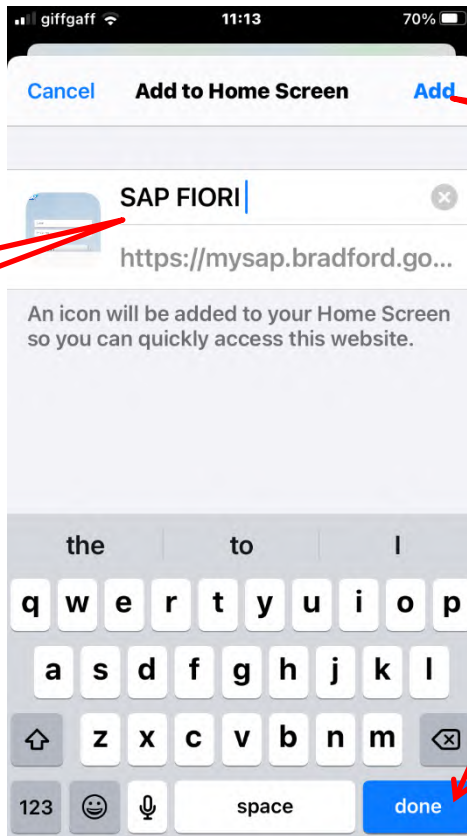 giffgaff 11:13 70%
Cancel Add to Home Screen Add
SAP FIORI
https://mysap.bradford.go...
An icon will be added to your Home Screen
so you can quickly access this website.
the to I
q w e r t y u i o p
a s d f g h j k l
z x c v b n m
123 space done